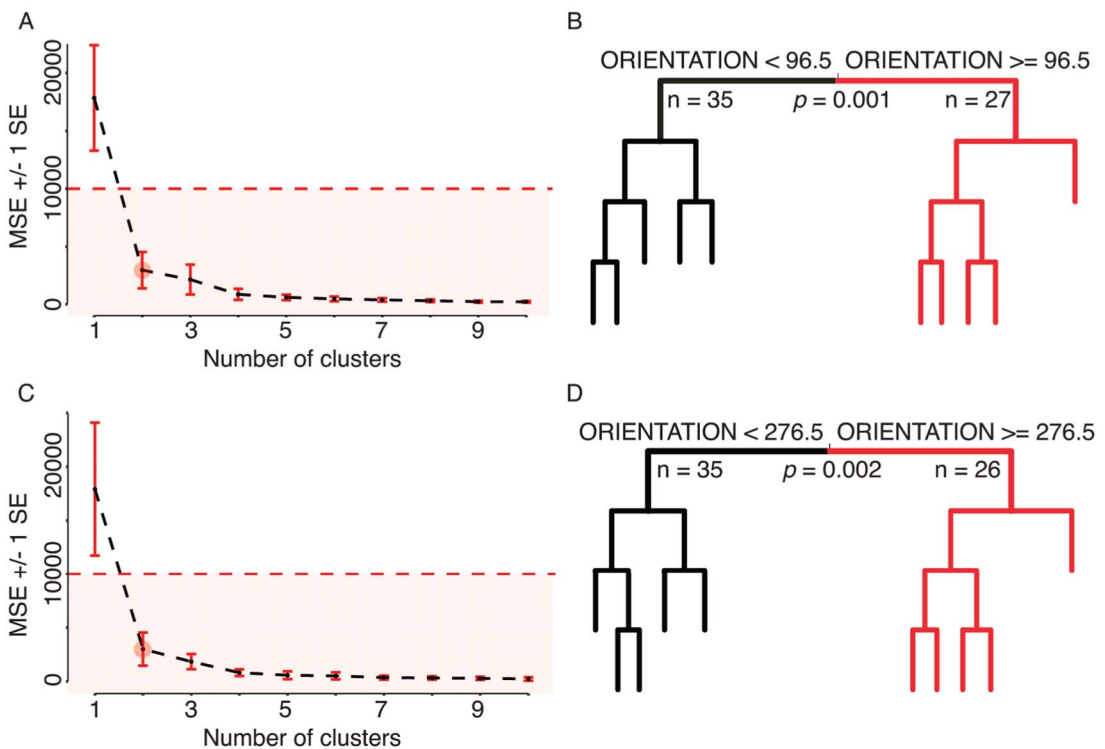 A
MSE +/- 1 SE
20000
10000
0
1 3 5 7 9
Number of clusters
B
ORIENTATION < 96.5 ORIENTATION >= 96.5
n = 35 p = 0.001 n = 27
C
MSE +/- 1 SE
20000
10000
0
1 3 5 7 9
Number of clusters
D
ORIENTATION < 276.5 ORIENTATION >= 276.5
n = 35 p = 0.002 n = 26